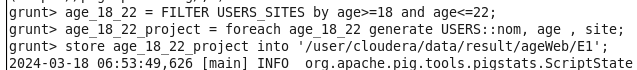 grunt> age_18_22 = FILTER USERS_SITES by age>=18 and age<=22;
grunt> age_18_22_project = foreach age_18_22 generate USERS::nom, age , site;
grunt> store age_18_22_project into '/user/cloudera/data/result/ageWeb/E1';
2024-03-18 06:53:49,626 [main] INFO  org.apache.pig.tools.pigstats.ScriptState